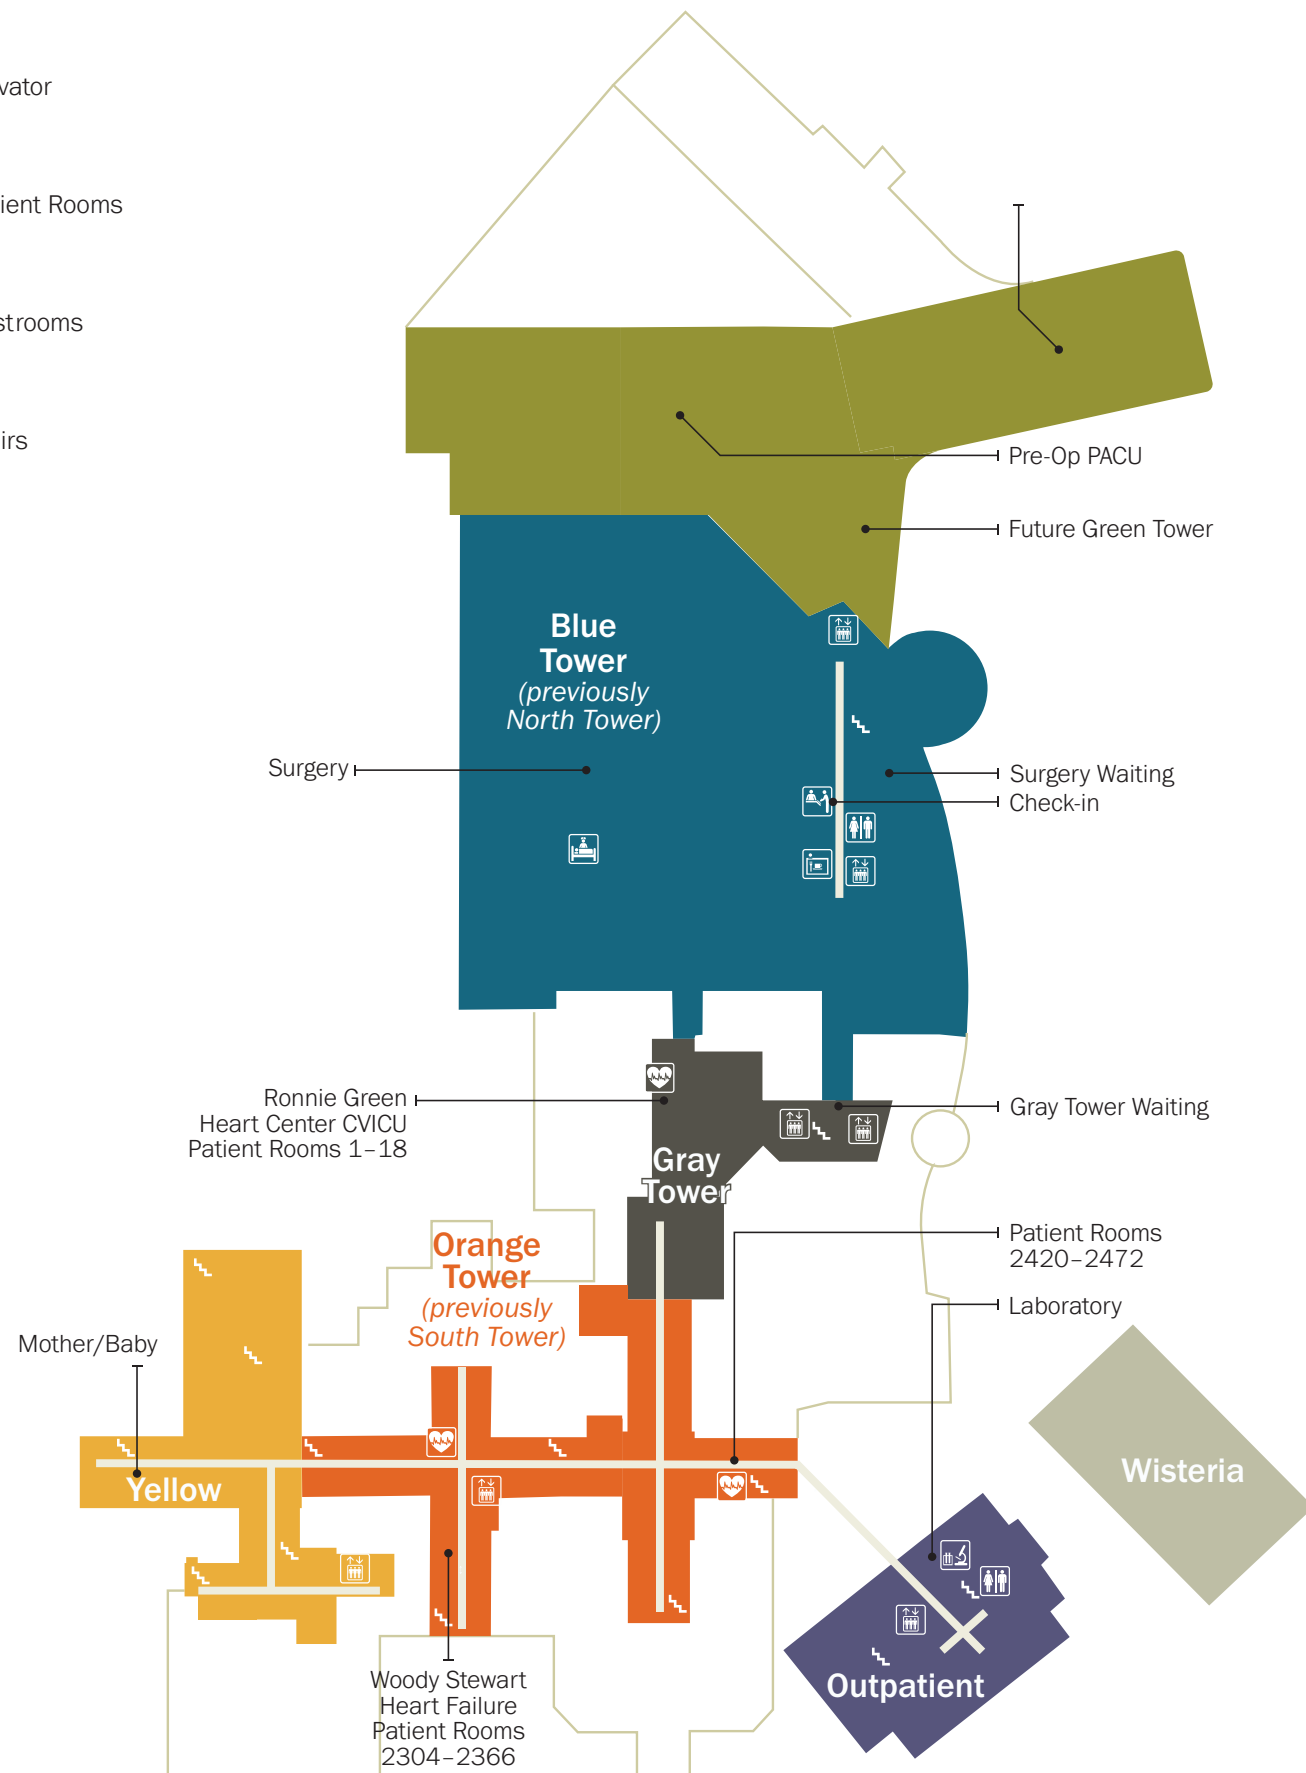 vator
ient Rooms
strooms
irs
Pre-Op PACU
Future Green Tower
Blue
Tower
(previously
North Tower)
Surgery
Surgery Waiting
Check-in
Ronnie Green
Heart Center CVICU
Patient Rooms 1–18
Gray Tower Waiting
Gray
Tower
Patient Rooms
2420–2472
Orange
Tower
(previously
South Tower)
Laboratory
Mother/Baby
Yellow
Wisteria
Outpatient
Woody Stewart
Heart Failure
Patient Rooms
2304–2366